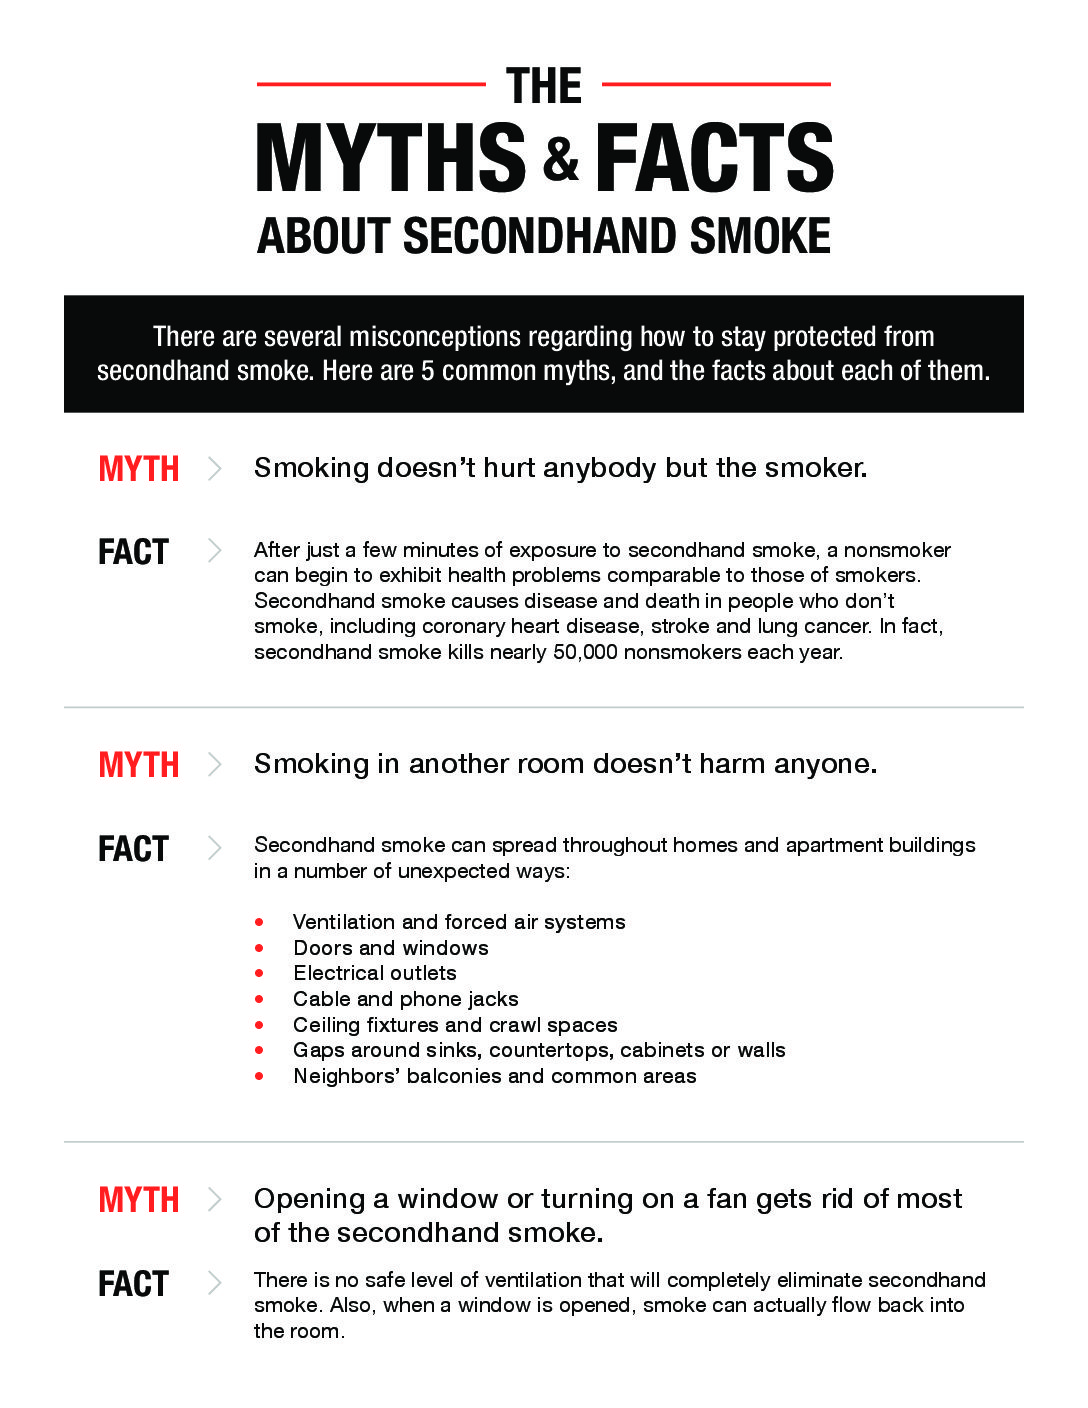 THE
MYTHS & FACTS
ABOUT SECONDHAND SMOKE
There are several misconceptions regarding how to stay protected from
secondhand smoke. Here are 5 common myths, and the facts about each of them.
MYTH > Smoking doesn’t hurt anybody but the smoker.
FACT > After just a few minutes of exposure to secondhand smoke, a nonsmoker
can begin to exhibit health problems comparable to those of smokers.
Secondhand smoke causes disease and death in people who don’t
smoke, including coronary heart disease, stroke and lung cancer. In fact,
secondhand smoke kills nearly 50,000 nonsmokers each year.
MYTH > Smoking in another room doesn’t harm anyone.
FACT > Secondhand smoke can spread throughout homes and apartment buildings
in a number of unexpected ways:
• Ventilation and forced air systems
• Doors and windows
• Electrical outlets
• Cable and phone jacks
• Ceiling fixtures and crawl spaces
• Gaps around sinks, countertops, cabinets or walls
• Neighbors’ balconies and common areas
MYTH > Opening a window or turning on a fan gets rid of most
of the secondhand smoke.
FACT > There is no safe level of ventilation that will completely eliminate secondhand
smoke. Also, when a window is opened, smoke can actually flow back into
the room.